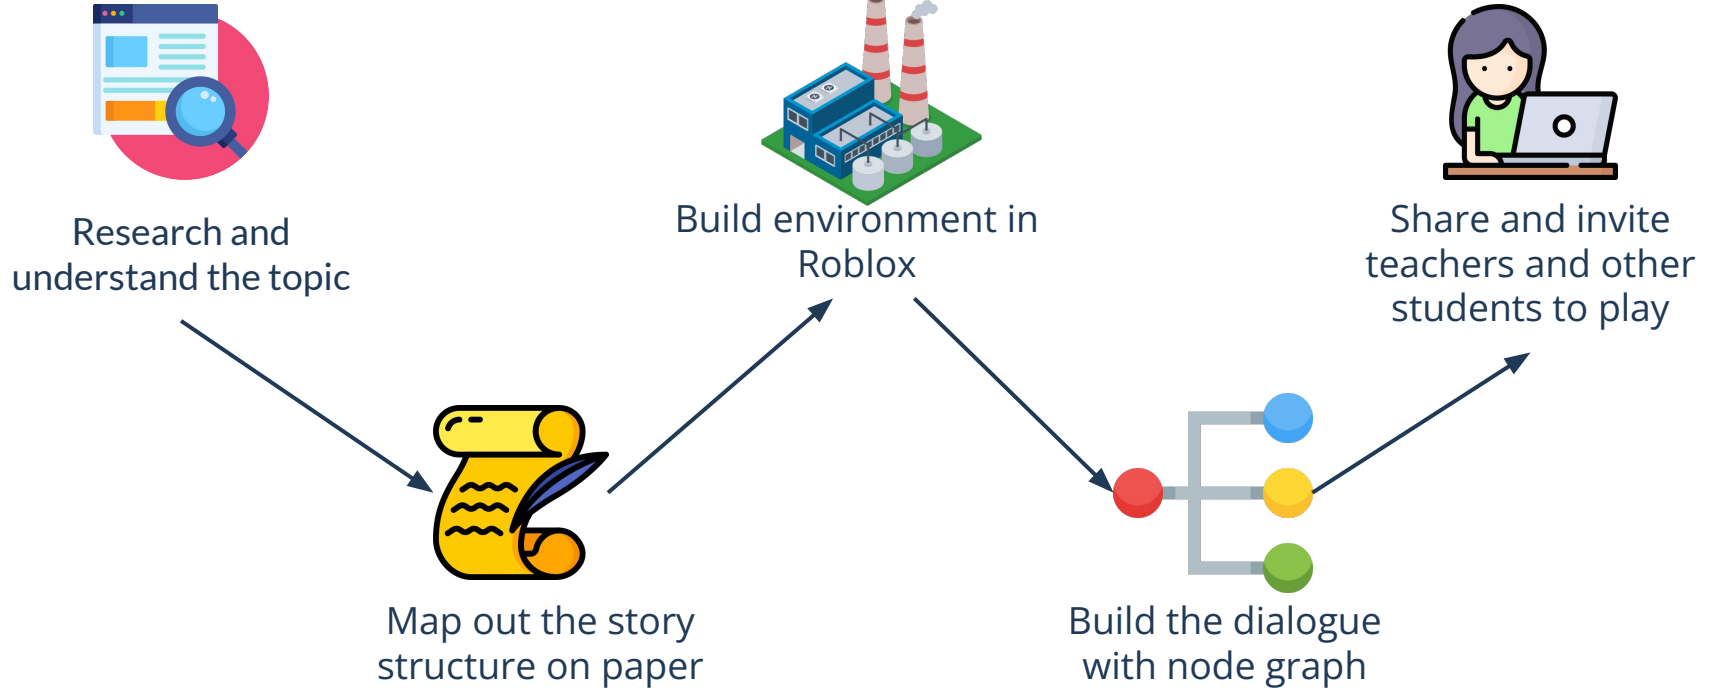 Research and
understand the topic
Map out the story
structure on paper
Build environment in
Roblox
Build the dialogue
with node graph
Share and invite
teachers and other
students to play